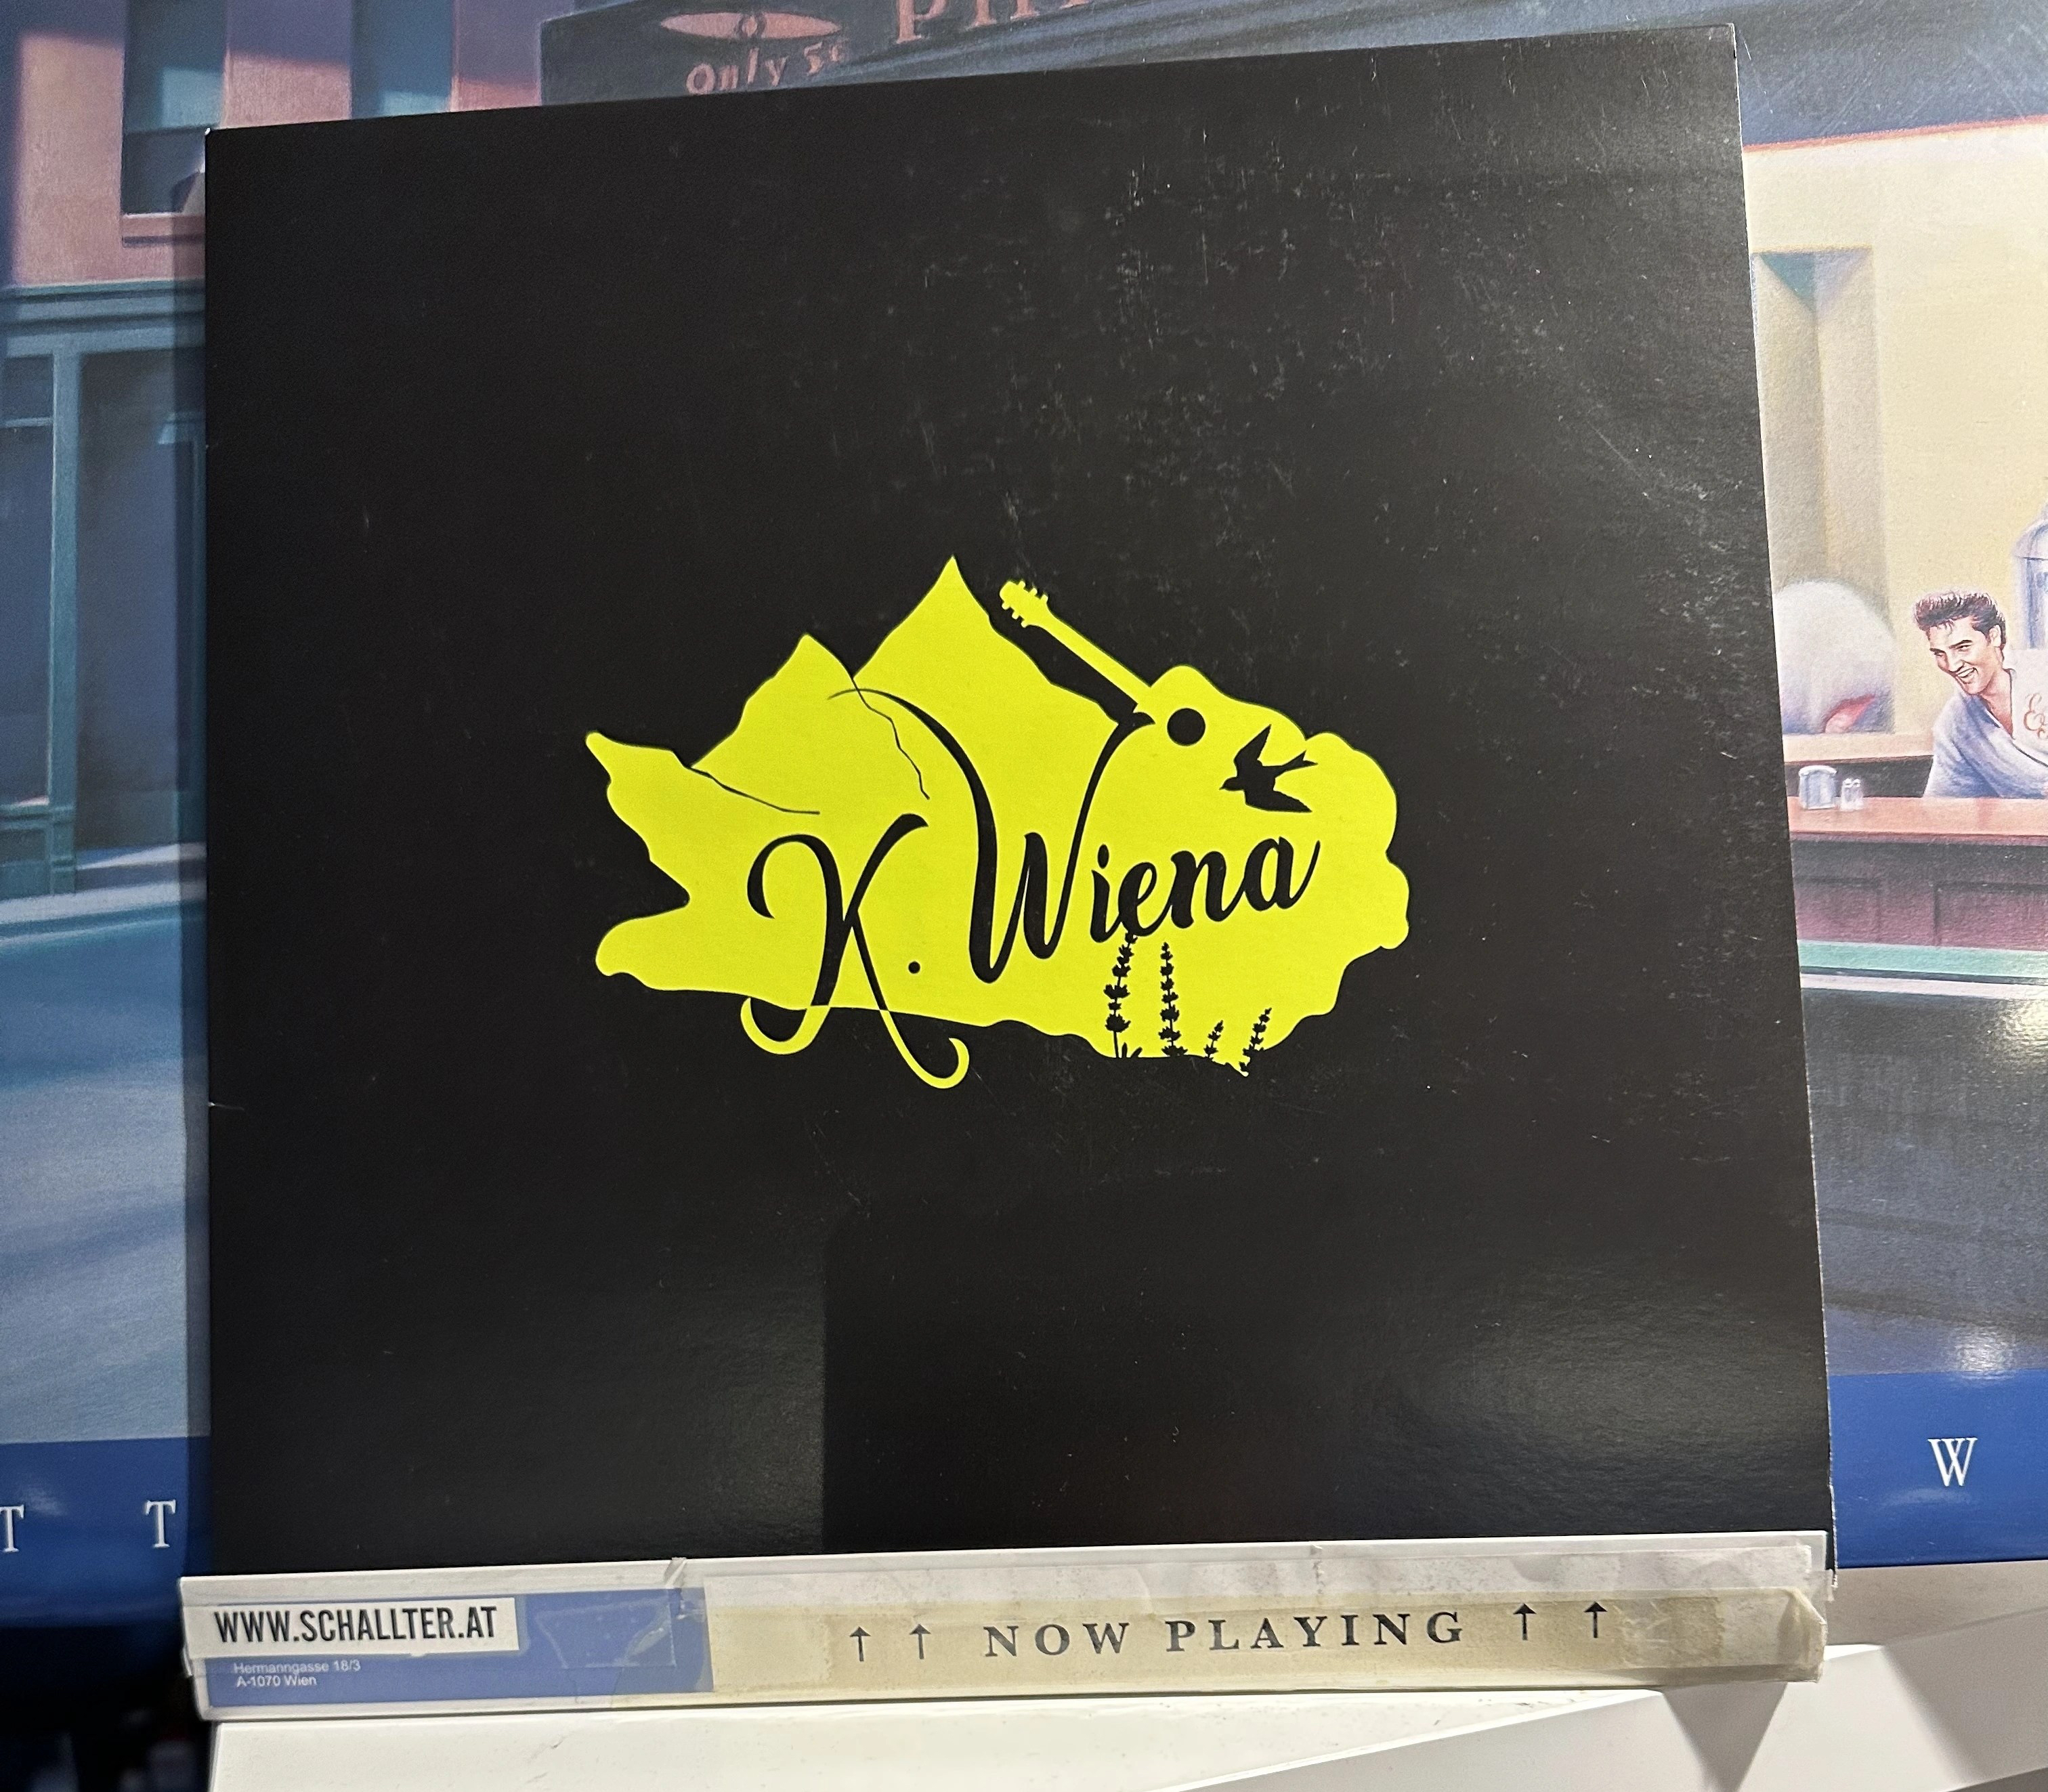 Only 5¢
K. Wiena
T T
W
WWW.SCHALLTER.AT
Hermanngasse 18/3
A-1070 Wien
↑ ↑ NOW PLAYING ↑ ↑